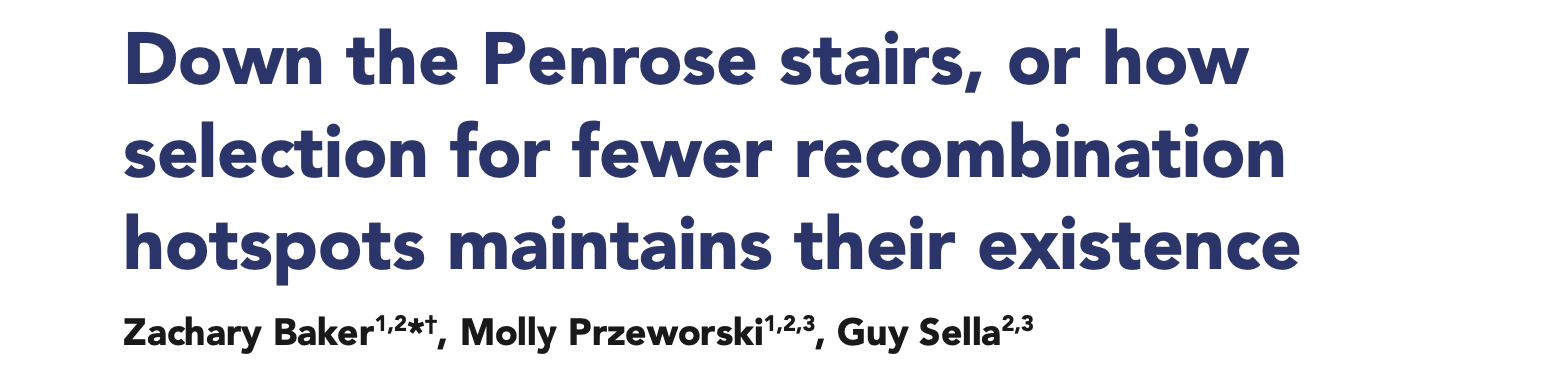 Down the Penrose stairs, or how
selection for fewer recombination
hotspots maintains their existence
Zachary Baker1,2*†, Molly Przeworski1,2,3, Guy Sella2,3